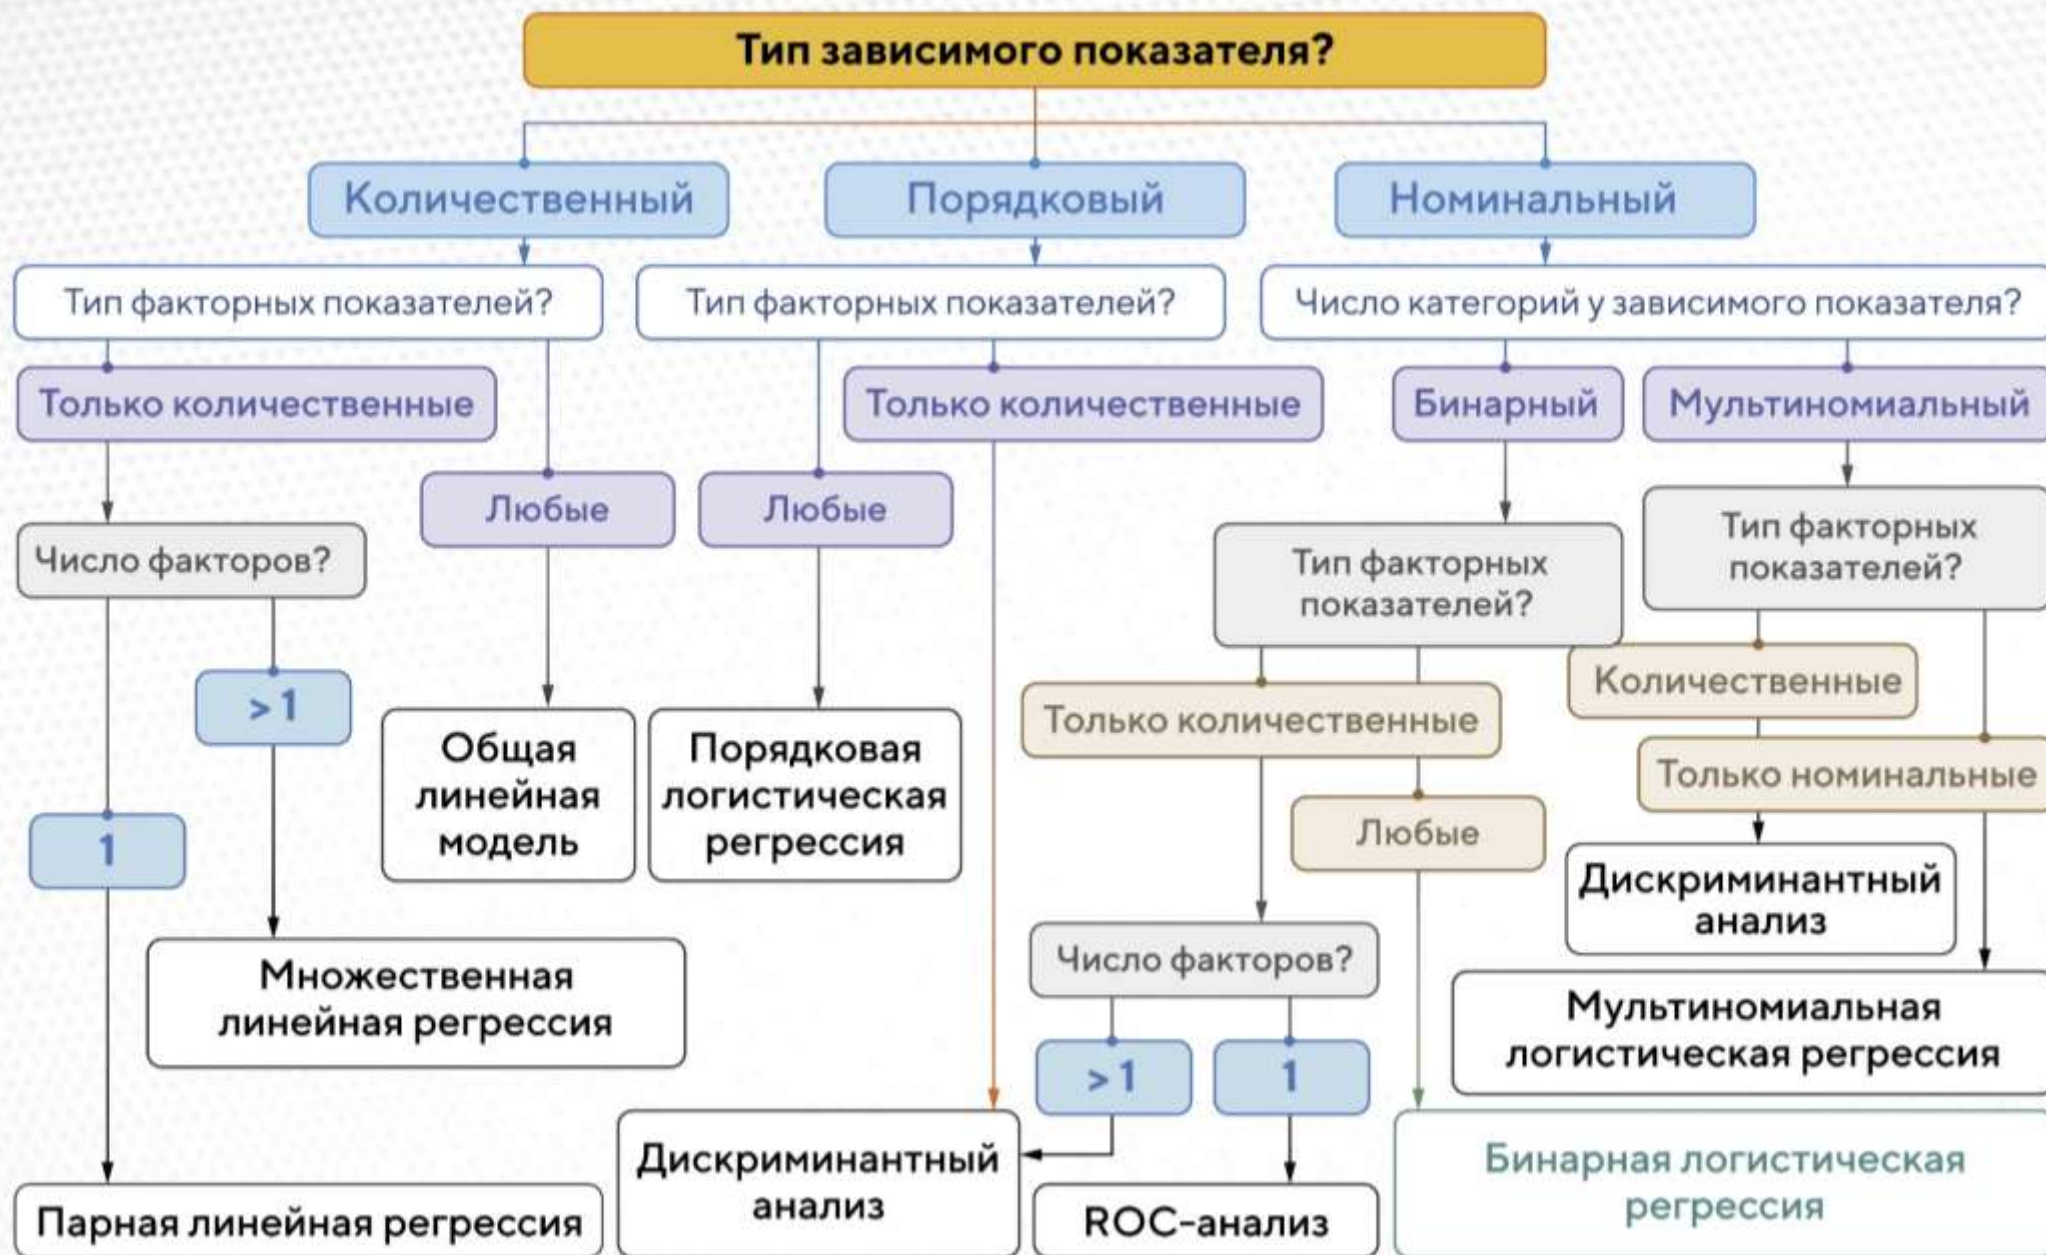 Тип зависимого показателя?
Количественный
Порядковый
Номинальный
Тип факторных показателей?
Тип факторных показателей?
Число категорий у зависимого показателя?
Только количественные
Только количественные
Бинарный
Мультиномиальный
Любые
Любые
Число факторов?
Тип факторных
показателей?
Тип факторных
показателей?
> 1
Количественные
Только количественные
Только номинальные
Общая
линейная
модель
Порядковая
логистическая
регрессия
1
Любые
Дискриминантный
анализ
Число факторов?
Множественная
линейная регрессия
Мультиномиальная
логистическая регрессия
> 1
1
Дискриминантный
анализ
Бинарная логистическая
регрессия
Парная линейная регрессия
ROC-анализ